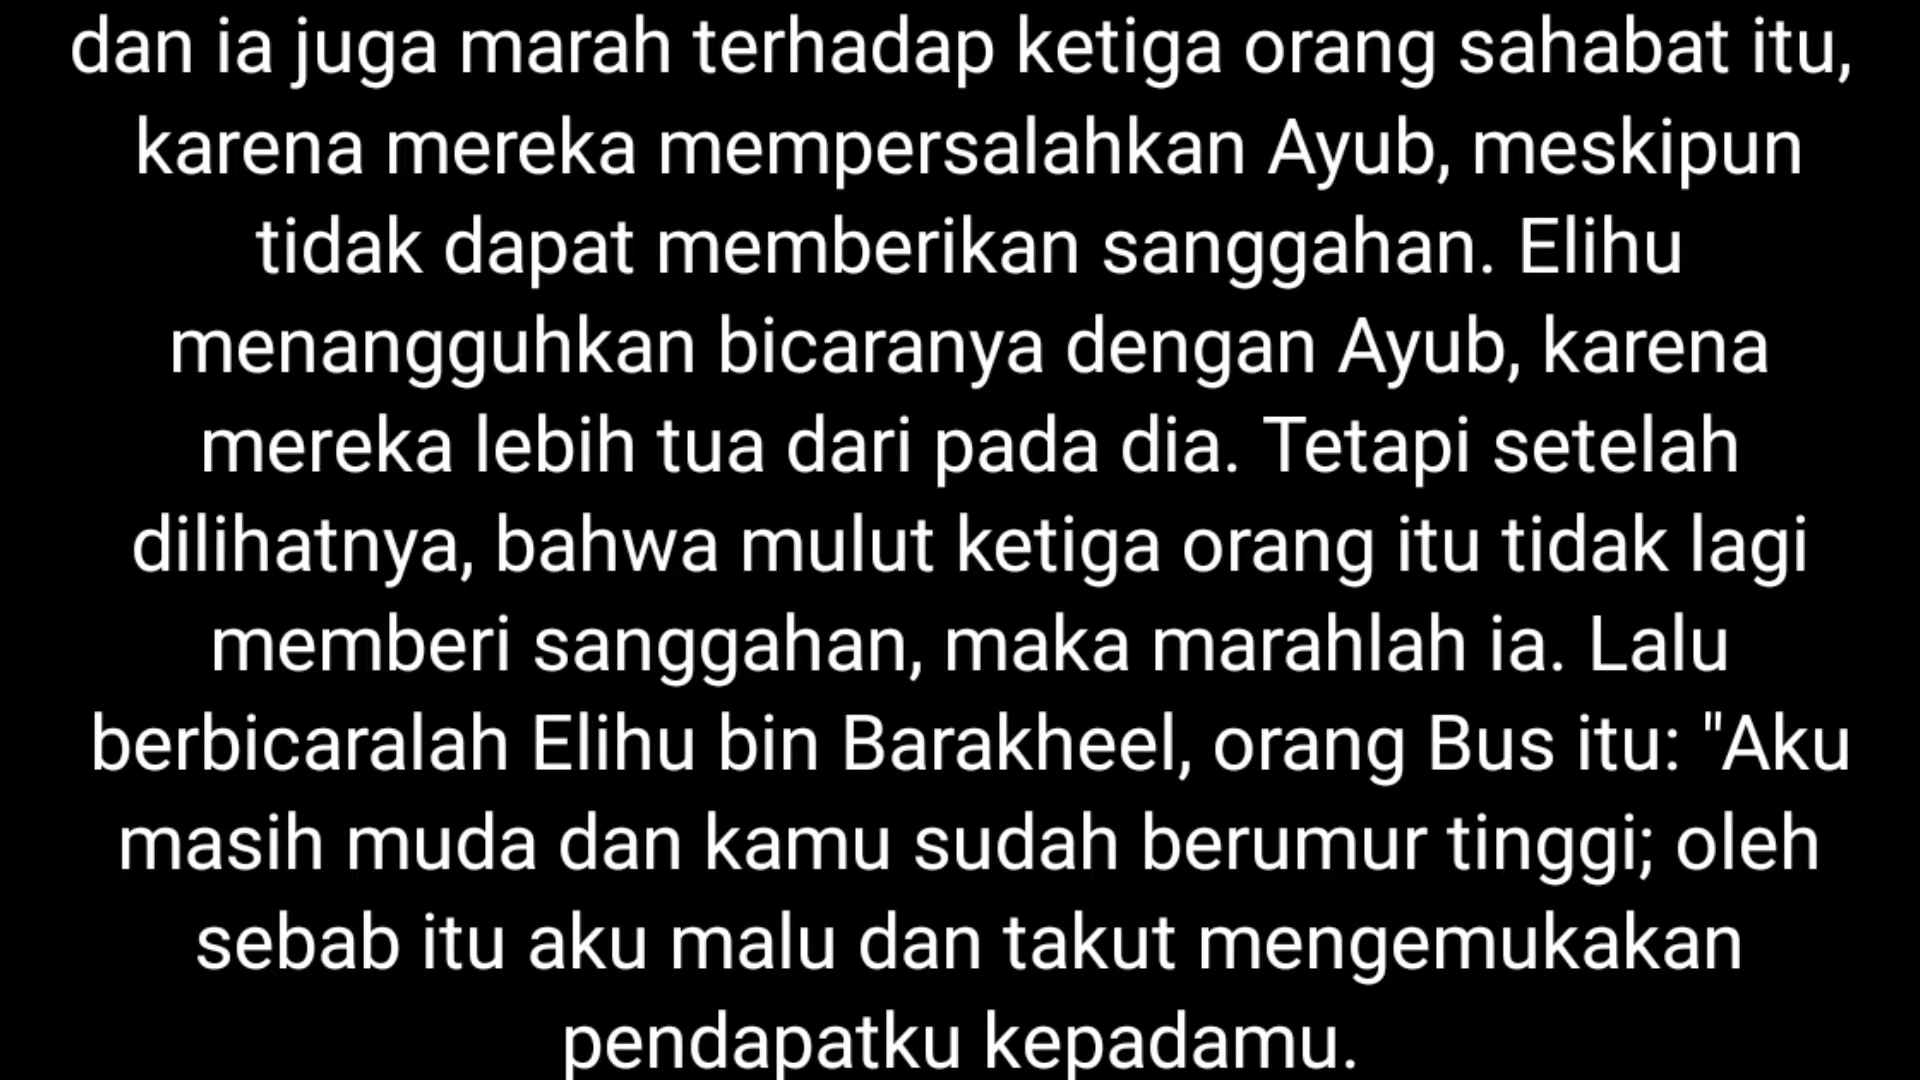 dan ia juga marah terhadap ketiga orang sahabat itu,
karena mereka mempersalahkan Ayub, meskipun
tidak dapat memberikan sanggahan. Elihu
menangguhkan bicaranya dengan Ayub, karena
mereka lebih tua dari pada dia. Tetapi setelah
dilihatnya, bahwa mulut ketiga orang itu tidak lagi
memberi sanggahan, maka marahlah ia. Lalu
berbicaralah Elihu bin Barakheel, orang Bus itu: "Aku
masih muda dan kamu sudah berumur tinggi; oleh
sebab itu aku malu dan takut mengemukakan
pendapatku kepadamu.